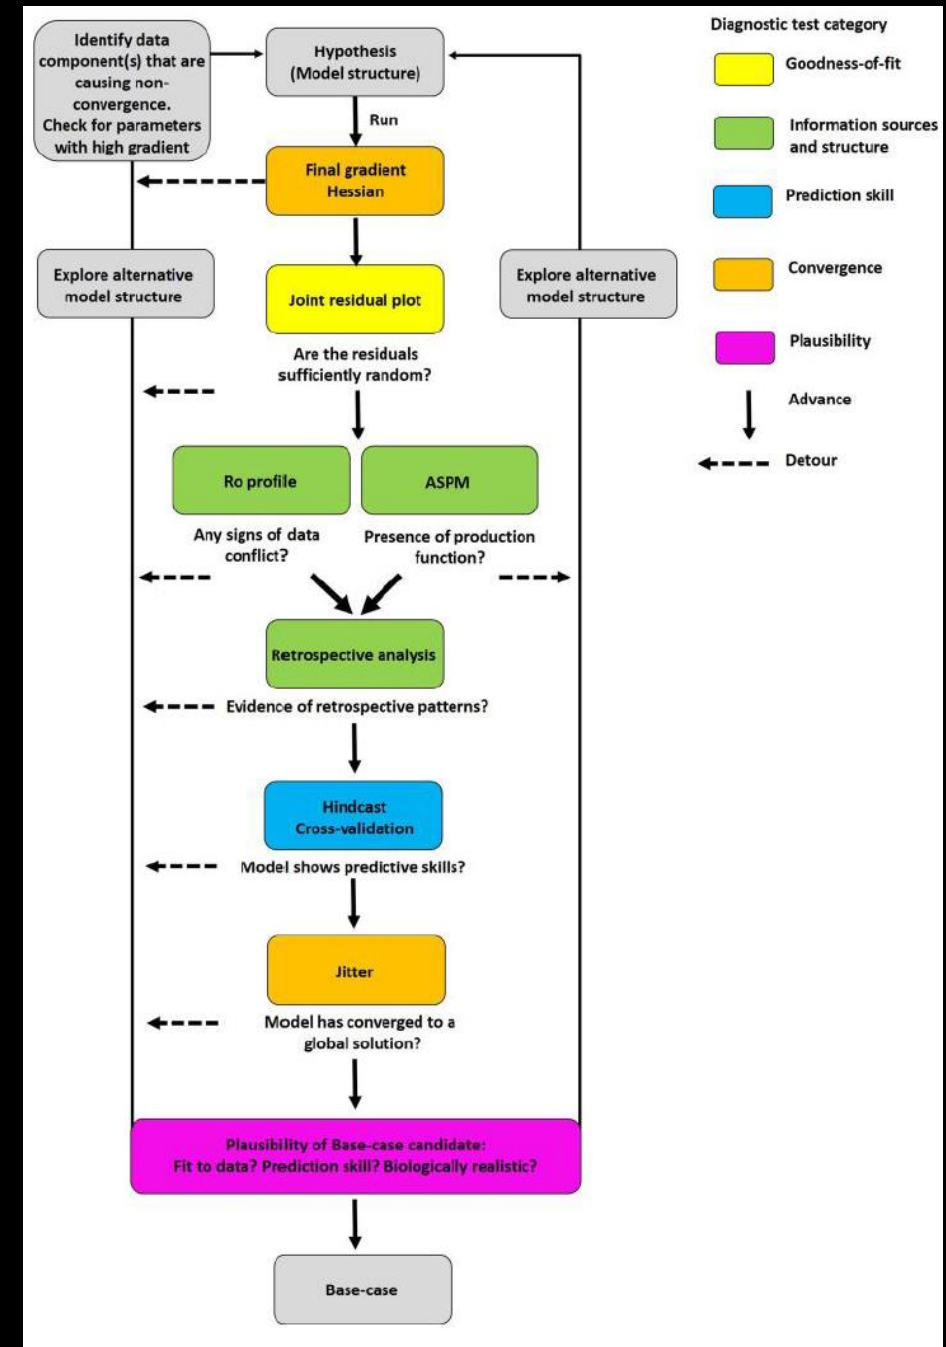 Identify data
component(s) that are
causing non-
convergence.
Check for parameters
with high gradient
Hypothesis
(Model structure)
Run
Final gradient
Hessian
Explore alternative
model structure
Joint residual plot
Explore alternative
model structure
Are the residuals
sufficiently random?
Ro profile
ASPM
Any signs of data
conflict?
Presence of production
function?
Retrospective analysis
Evidence of retrospective patterns?
Hindcast
Cross-validation
Model shows predictive skills?
Jitter
Model has converged to a
global solution?
Plausibility of Base-case candidate:
Fit to data? Prediction skill? Biologically realistic?
Base-case
Diagnostic test category
Goodness-of-fit
Information sources
and structure
Prediction skill
Convergence
Plausibility
Advance
Detour